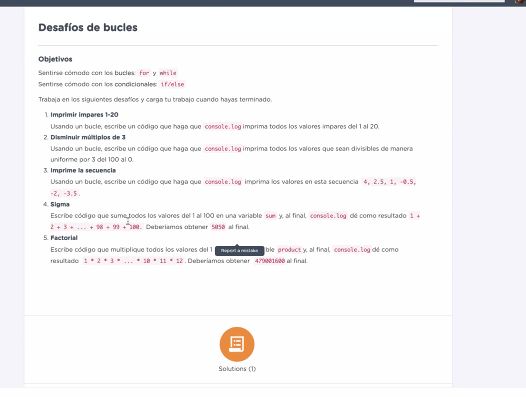 Desafíos de bucles
Objetivos
Sentirse cómodo con los bucles: for y while
Sentirse cómodo con los condicionales: if/else
Trabaja en los siguientes desafíos y carga tu trabajo cuando hayas terminado.
1. Imprimir impares 1-20
Usando un bucle, escribe un código que haga que console.log imprima todos los valores impares del 1 al 20.
2. Disminuir múltiplos de 3
Usando un bucle, escribe un código que haga que console.log imprima todos los valores que sean divisibles de manera
uniforme por 3 del 100 al 0.
3. Imprime la secuencia
Usando un bucle, escribe un código que haga que console.log imprima los valores en esta secuencia 4, 2.5, 1, -0.5,
-2, -3.5.
4. Sigma
Escribe código que sume todos los valores del 1 al 100 en una variable sum y, al final, console.log dé como resultado 1 +
2 + 3 + ... + 98 + 99 + 100. Deberíamos obtener 5050 al final.
5. Factorial
Escribe código que multiplique todos los valores del 1 ble product y, al final, console.log dé como
Report a mistake
resultado 1 * 2 * 3 * ... * 10 * 11 * 12. Deberíamos obtener 479001600 al final.
Solutions (1)